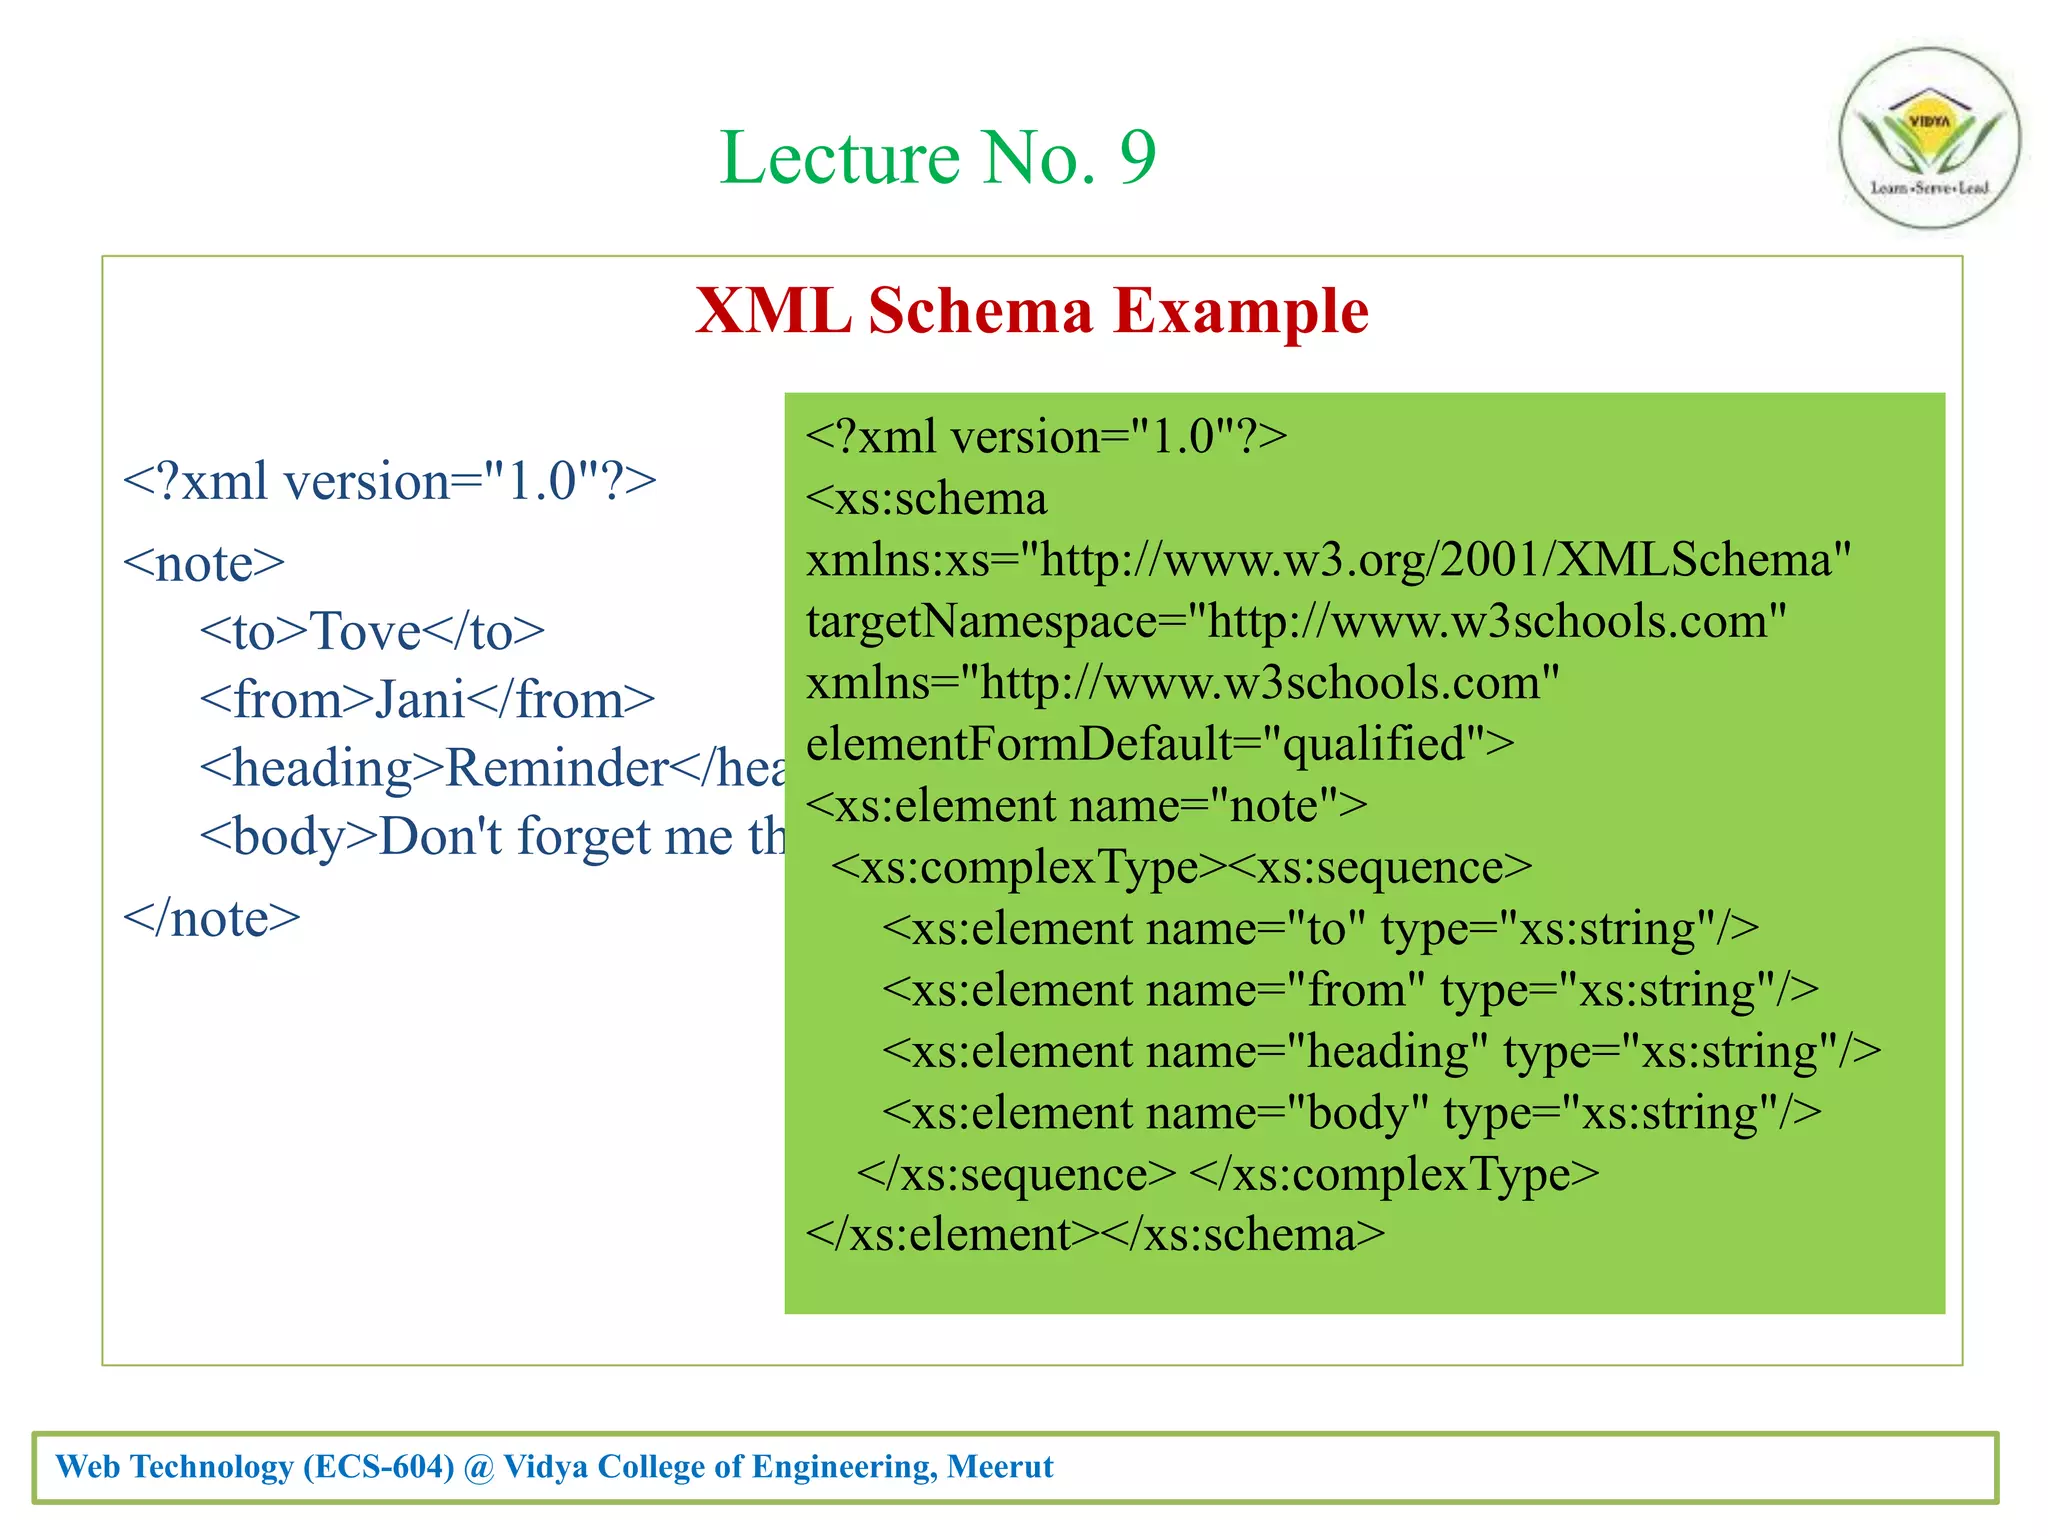 Lecture No. 9
VIDYA
Learn•Serve•Lead
XML Schema Example
<?xml version="1.0"?>
<note>
<to>Tove</to>
<from>Jani</from>
<heading>Reminder</hea
<body>Don't forget me th
</note>
<?xml version="1.0"?>
<xs:schema
xmlns:xs="http://www.w3.org/2001/XMLSchema"
targetNamespace="http://www.w3schools.com"
xmlns="http://www.w3schools.com"
elementFormDefault="qualified">
<xs:element name="note">
<xs:complexType><xs:sequence>
<xs:element name="to" type="xs:string"/>
<xs:element name="from" type="xs:string"/>
<xs:element name="heading" type="xs:string"/>
<xs:element name="body" type="xs:string"/>
</xs:sequence> </xs:complexType>
</xs:element></xs:schema>
Web Technology (ECS-604) @ Vidya College of Engineering, Meerut